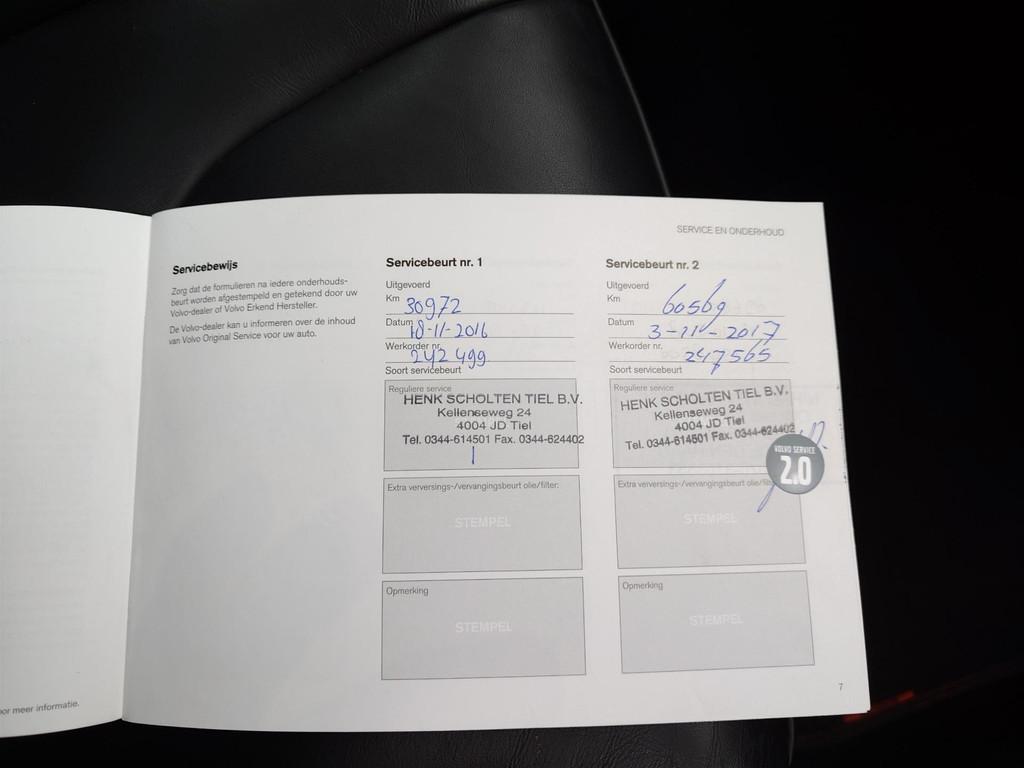 SERVICE EN ONDERHOUD
Servicebewijs
Zorg dat de formulieren na iedere onderhouds-
beurt worden afgestempeld en getekend door uw
Volvo-dealer of Volvo Erkend Hersteller.
De Volvo-dealer kan u informeren over de inhoud
van Volvo Original Service voor uw auto.
Servicebeurt nr. 1
Uitgevoerd
Km 30972
Datum 18-11-2016
Werkorder nr. 242499
Soort servicebeurt
Reguliere service
HENK SCHOLTEN TIEL B.V.
Kellenseweg 24
4004 JD Tiel
Tel. 0344-614501 Fax. 0344-624402
Extra verversings-/vervangingsbeurt olie/filter:
STEMPEL
Opmerking
STEMPEL
Servicebeurt nr. 2
Uitgevoerd
Km 60569
Datum 3-11-2017
Werkorder nr. 247565
Soort servicebeurt
Reguliere service
HENK SCHOLTEN TIEL B.V.
Kellenseweg 24
4004 JD Tiel
Tel. 0344-614501 Fax. 0344-624402
VOLVO SERVICE
2.0
Extra verversings-/vervangingsbeurt olie/filt
STEMPEL
Opmerking
STEMPEL
7
oor meer informatie.